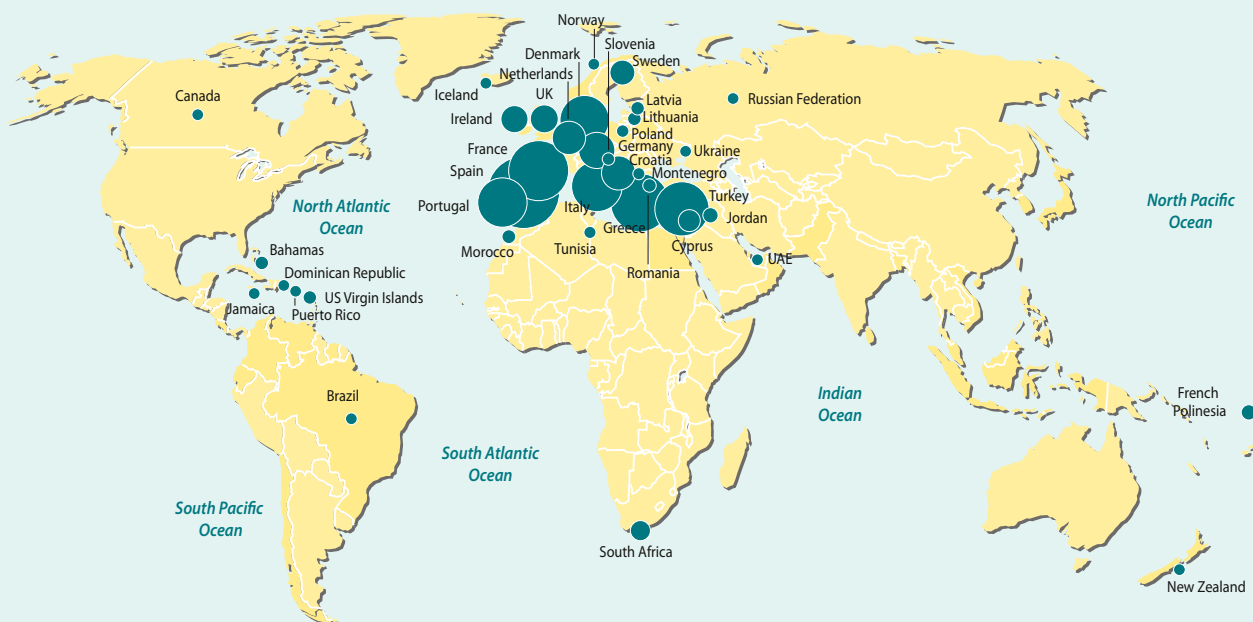 Norway
Slovenia
Denmark
Sweden
Netherlands
Iceland
UK
Canada
Latvia
Russian Federation
Ireland
Lithuania
Poland
France
Germany
Ukraine
Croatia
Spain
Montenegro
Turkey
North Atlantic
Ocean
Portugal
Italy
Jordan
North Pacific
Ocean
Greece
Bahamas
Morocco
Tunisia
Cyprus
UAE
Dominican Republic
Romania
US Virgin Islands
Jamaica
Puerto Rico
Brazil
Indian
Ocean
French
Polinesia
South Atlantic
Ocean
South Pacific
Ocean
South Africa
New Zealand